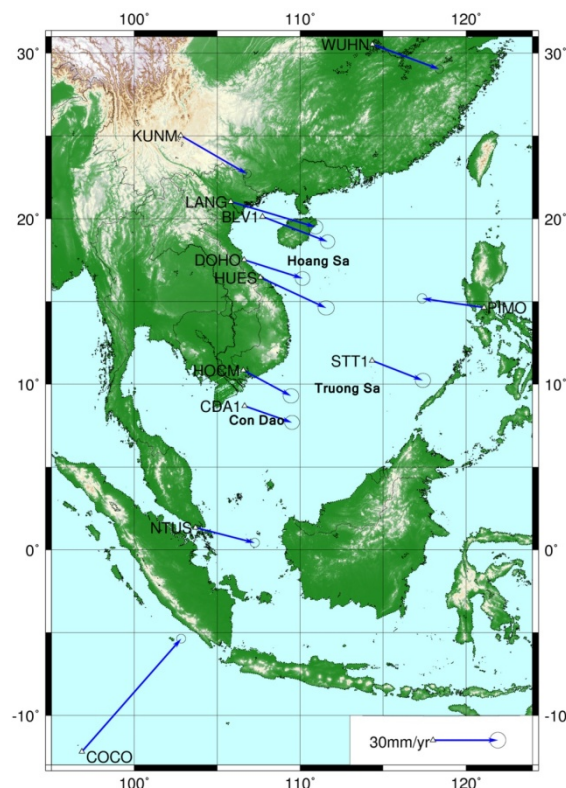 100° 110° 120°
WUHN
30° 30°
KUNM
LANG
20° BLV1 20°
Hoang Sa
DOHO
HUES
PIMO
STT1
HOCM
10° 10°
Truong Sa
CDA1
Con Dao
NTUS
0° 0°
-10° -10°
30mm/yr
COCO
100° 110° 120°